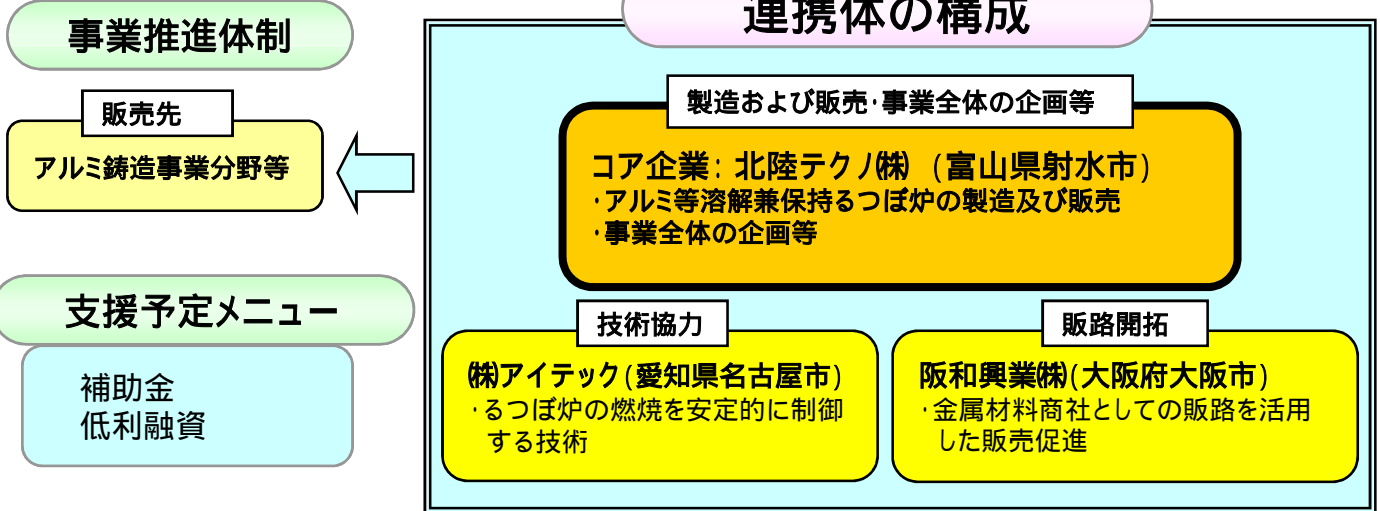 事業推進体制
販売先
アルミ鋳造事業分野等
支援予定メニュー
補助金
低利融資
連携体の構成
製造および販売・事業全体の企画等
コア企業：北陸テクノ㈱（富山県射水市）
・アルミ等溶解兼保持るつぼ炉の製造及び販売
・事業全体の企画等
技術協力
㈱アイテック（愛知県名古屋市）
・るつぼ炉の燃焼を安定的に制御
する技術
販路開拓
阪和興業㈱（大阪府大阪市）
・金属材料商社としての販路を活用
した販売促進